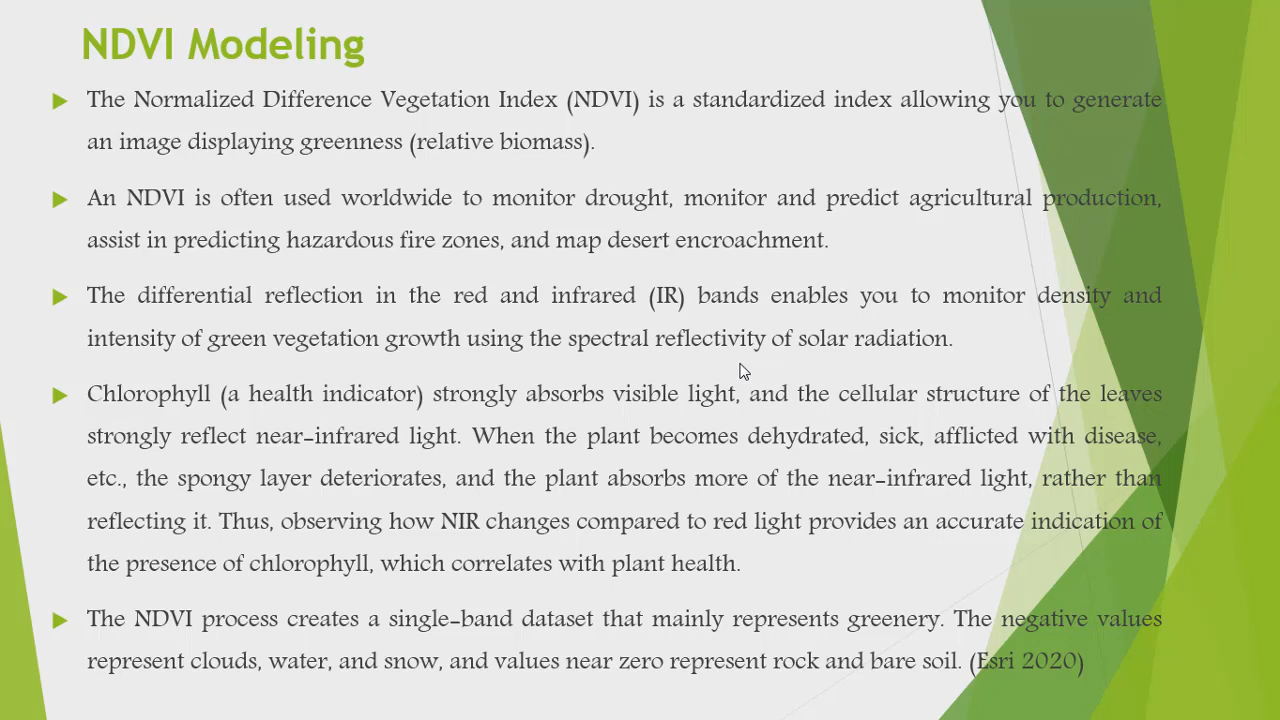 NDVI Modeling
The Normalized Difference Vegetation Index (NDVI) is a standardized index allowing you to generate
an image displaying greenness (relative biomass).
An NDVI is often used worldwide to monitor drought, monitor and predict agricultural production,
assist in predicting hazardous fire zones, and map desert encroachment.
The differential reflection in the red and infrared (IR) bands enables you to monitor density and
intensity of green vegetation growth using the spectral reflectivity of solar radiation.
Chlorophyll (a health indicator) strongly absorbs visible light, and the cellular structure of the leaves
strongly reflect near-infrared light. When the plant becomes dehydrated, sick, afflicted with disease,
etc., the spongy layer deteriorates, and the plant absorbs more of the near-infrared light, rather than
reflecting it. Thus, observing how NIR changes compared to red light provides an accurate indication of
the presence of chlorophyll, which correlates with plant health.
The NDVI process creates a single-band dataset that mainly represents greenery. The negative values
represent clouds, water, and snow, and values near zero represent rock and bare soil. (Esri 2020)